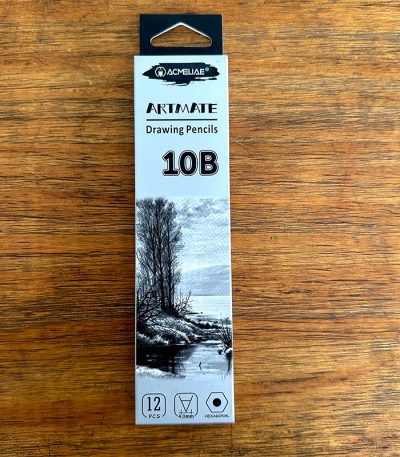 ACMELIAE®
ARTMATE
Drawing Pencils
10B
12
PCS
4.0mm
HEXAGONAL